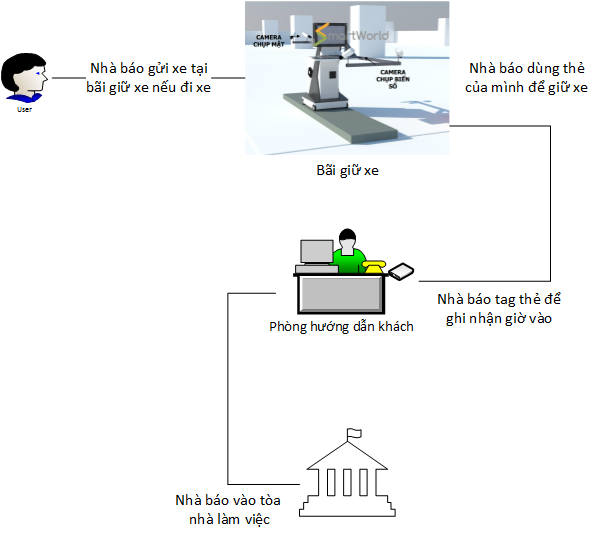 CAMERA
CHỤP MẶT
SmartWorld
CAMERA
CHỤP BIỂN
SỐ
Nhà báo gửi xe tại
bãi giữ xe nếu đi xe
Nhà báo dùng thẻ
của mình để giữ xe
User
Bãi giữ xe
Nhà báo tag thẻ để
ghi nhận giờ vào
Phòng hướng dẫn khách
Nhà báo vào tòa
nhà làm việc